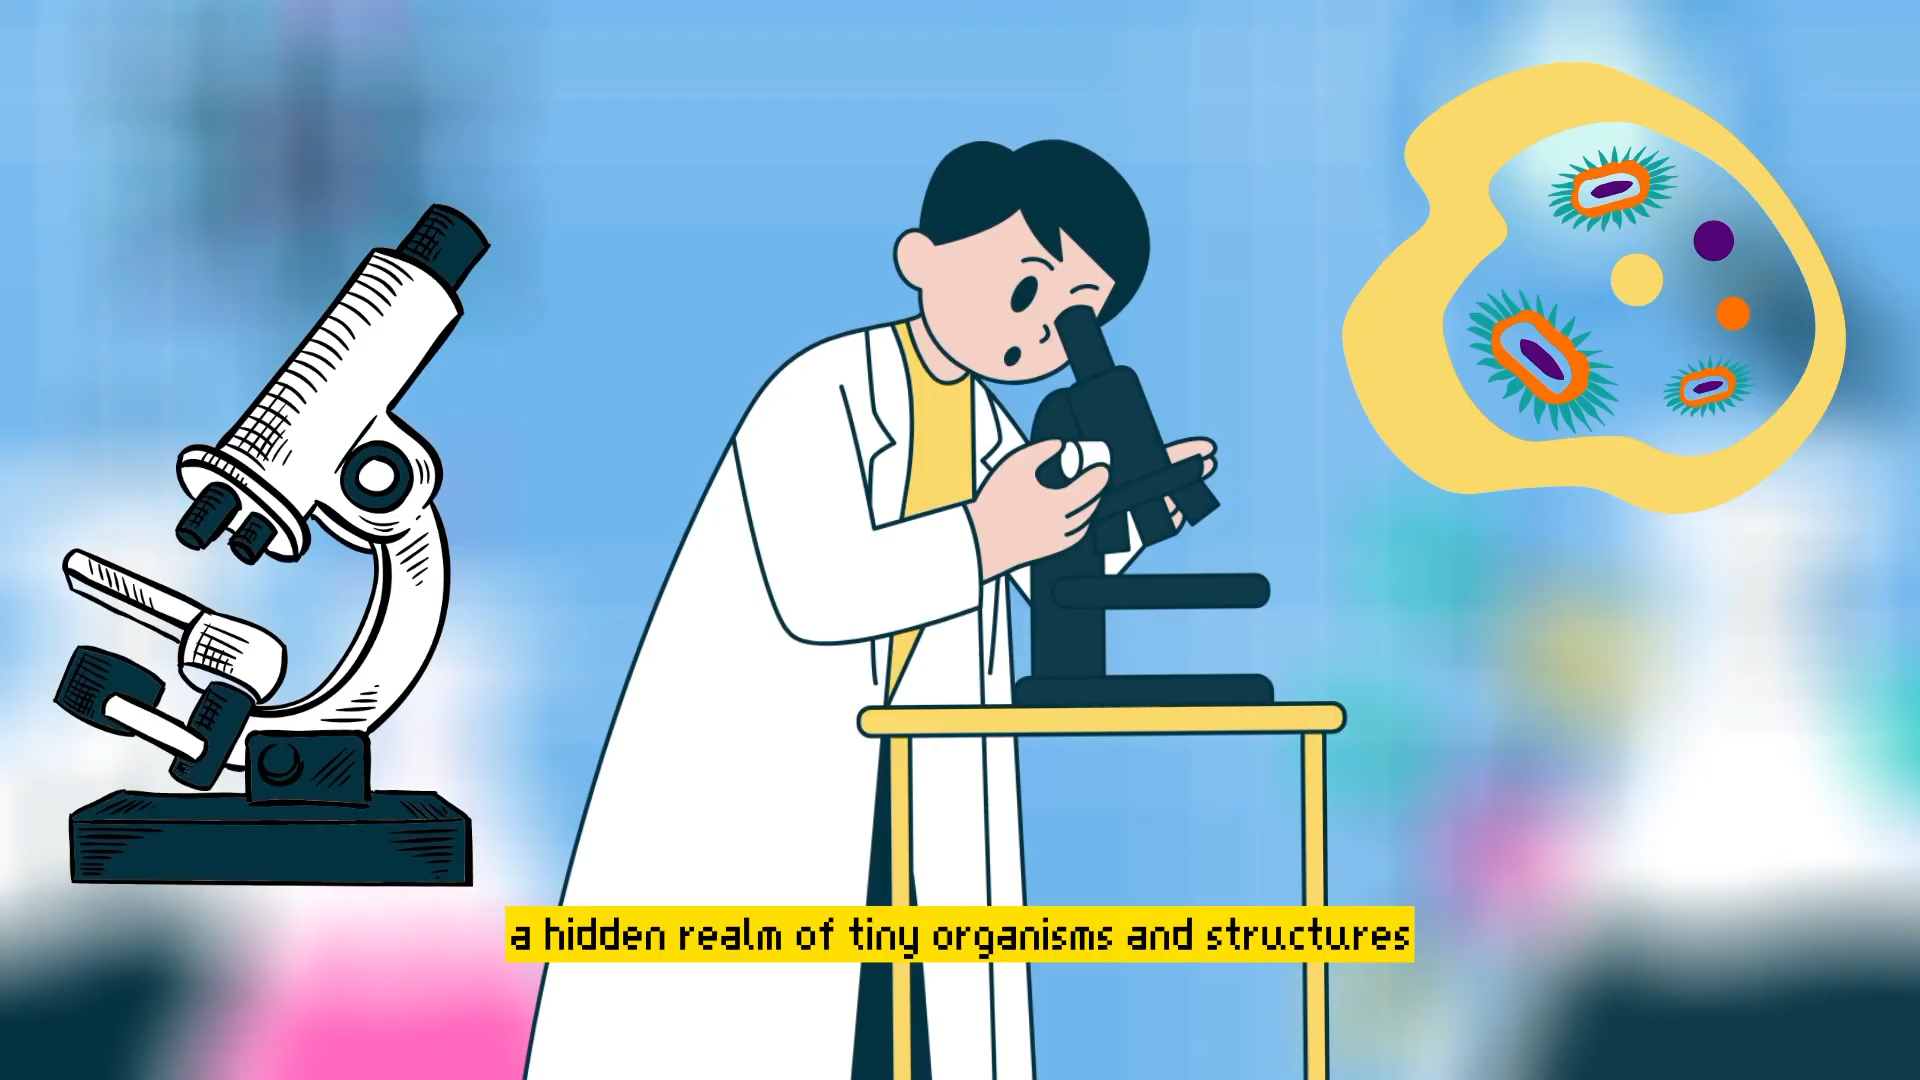 a hidden realm of tiny organisms and structures